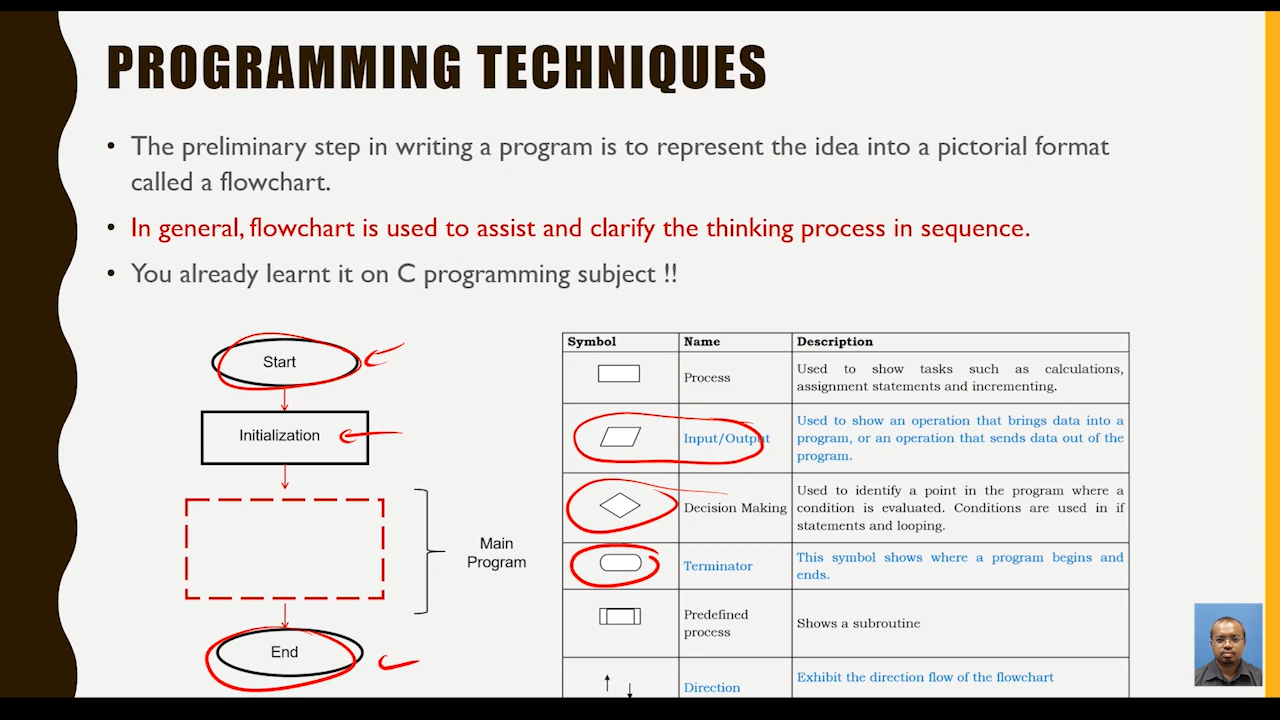 PROGRAMMING TECHNIQUES
• The preliminary step in writing a program is to represent the idea into a pictorial format
called a flowchart.
• In general, flowchart is used to assist and clarify the thinking process in sequence.
• You already learnt it on C programming subject !!
Start
Initialization
Main
Program
End
Symbol Name Description
Process
Used to show tasks such as calculations,
assignment statements and incrementing.
Input/Output
Used to show an operation that brings data into a
program, or an operation that sends data out of the
program.
Decision Making
Used to identify a point in the program where a
condition is evaluated. Conditions are used in if
statements and looping.
Terminator
This symbol shows where a program begins and
ends.
Predefined
process
Shows a subroutine
Direction
Exhibit the direction flow of the flowchart